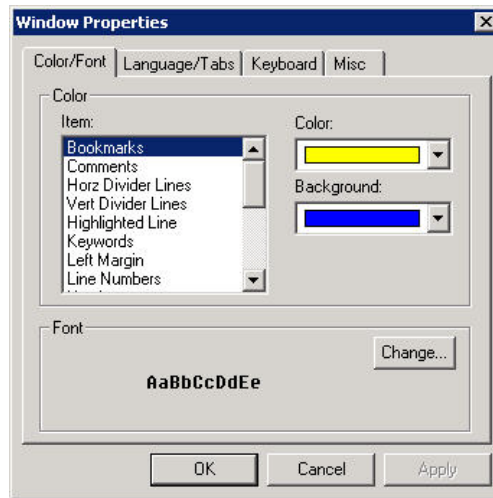 Window Properties
Color/Font Language/Tabs Keyboard Misc
Color
Item:
Bookmarks
Comments
Horz Divider Lines
Vert Divider Lines
Highlighted Line
Keywords
Left Margin
Line Numbers
Color:
Background:
Font
Change...
AaBbCcDdEe
OK Cancel Apply